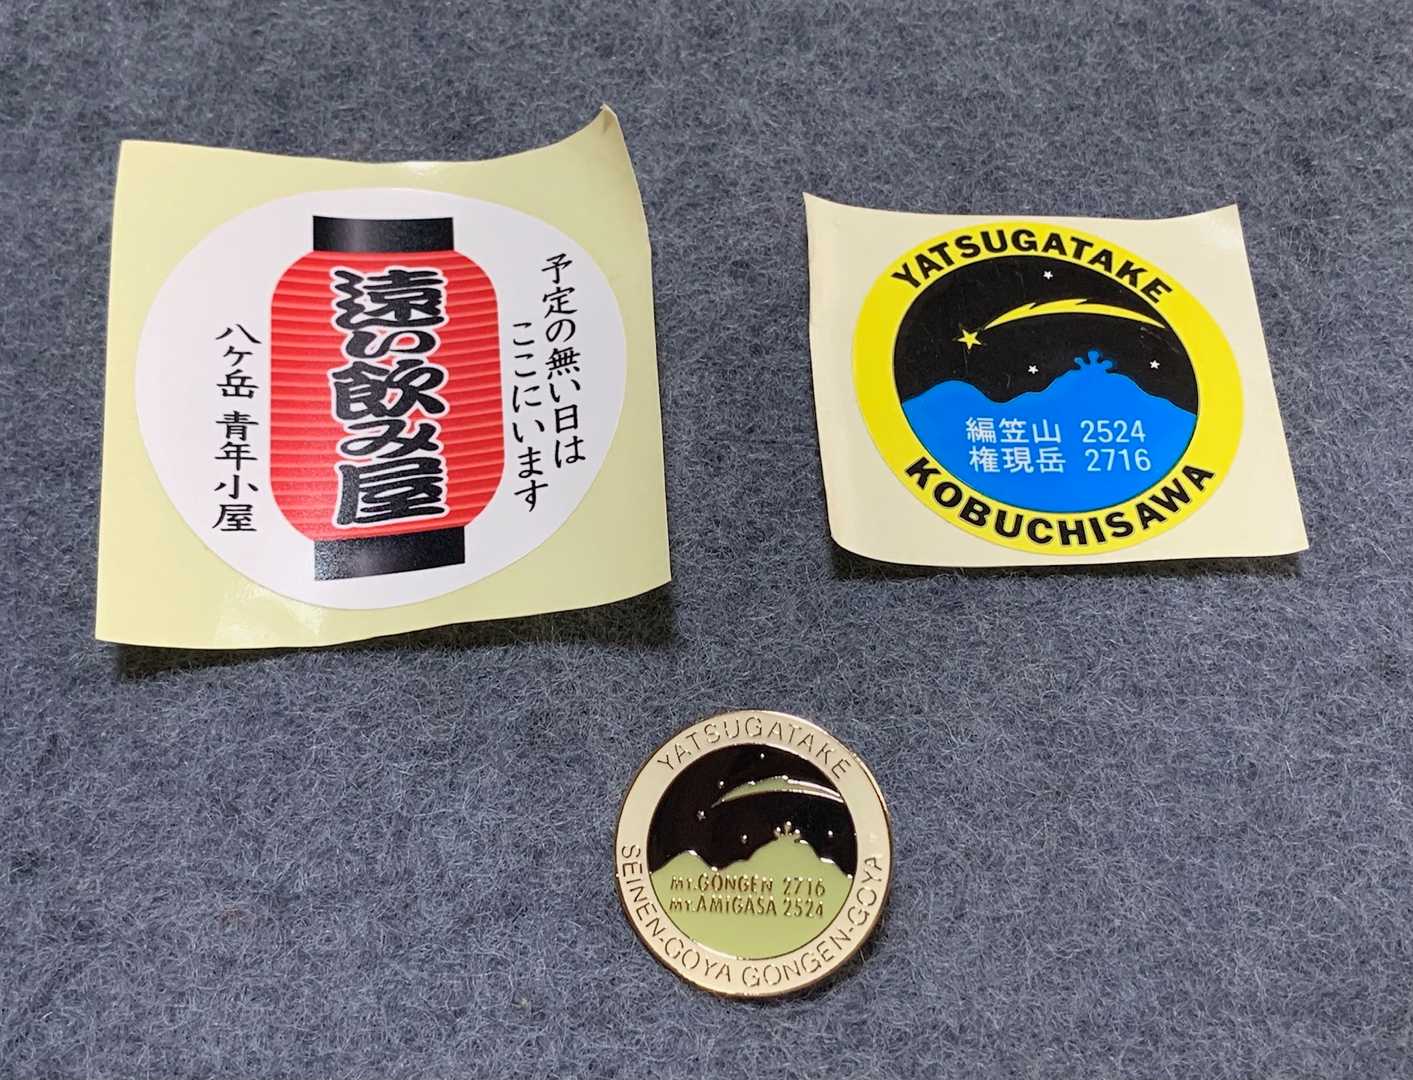 予定の無い日は
ここにいます
遠い飲み屋
八ヶ岳 青年小屋
YATSUGATAKE
編笠山 2524
権現岳 2716
KOBUCHISAWA
YATSUGATAKE
MT.GONGEN 2716
MT.AMIGASA 2524
SEINEN-GOYA GONGEN-GOYA